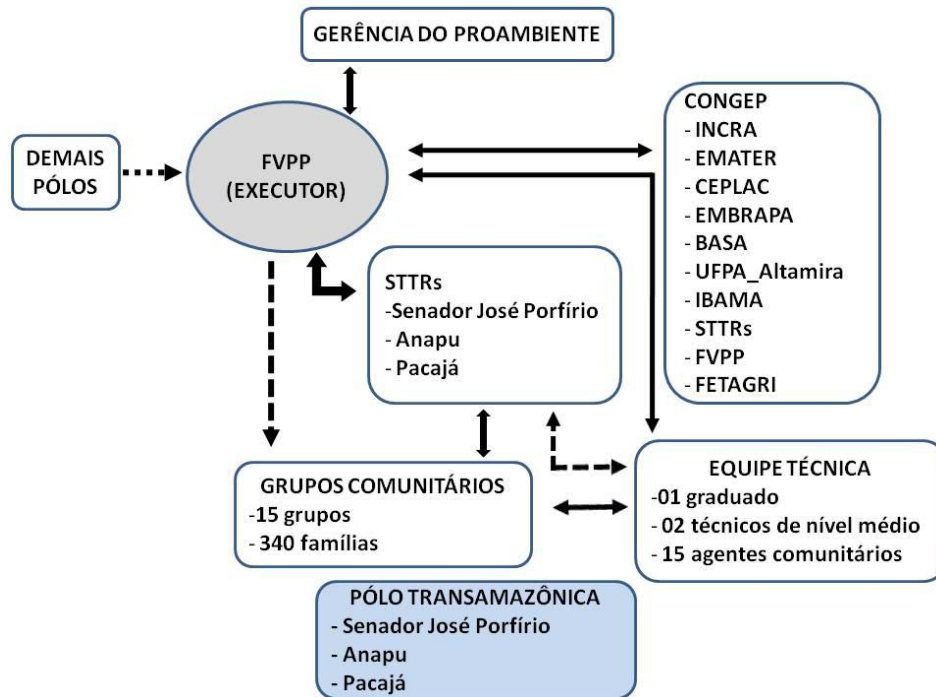 GERÊNCIA DO PROAMBIENTE
DEMAIS
PÓLOS
FVPP
(EXECUTOR)
CONGEP
- INCRA
- EMATER
- CEPLAC
- EMBRAPA
- BASA
- UFPA_Altamira
- IBAMA
- STTRs
- FVPP
- FETAGRI
STTRs
-Senador José Porfírio
- Anapu
- Pacajá
GRUPOS COMUNITÁRIOS
-15 grupos
- 340 famílias
EQUIPE TÉCNICA
-01 graduado
- 02 técnicos de nível médio
- 15 agentes comunitários
PÓLO TRANSAMAZÔNICA
- Senador José Porfírio
- Anapu
- Pacajá